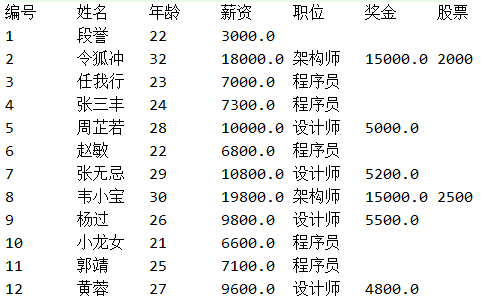 编号 姓名 年龄 薪资 职位 奖金 股票
1 段誉 22 3000.0
2 令狐冲 32 18000.0 架构师 15000.0 2000
3 任我行 23 7000.0 程序员
4 张三丰 24 7300.0 程序员
5 周芷若 28 10000.0 设计师 5000.0
6 赵敏 22 6800.0 程序员
7 张无忌 29 10800.0 设计师 5200.0
8 韦小宝 30 19800.0 架构师 15000.0 2500
9 杨过 26 9800.0 设计师 5500.0
10 小龙女 21 6600.0 程序员
11 郭靖 25 7100.0 程序员
12 黄蓉 27 9600.0 设计师 4800.0